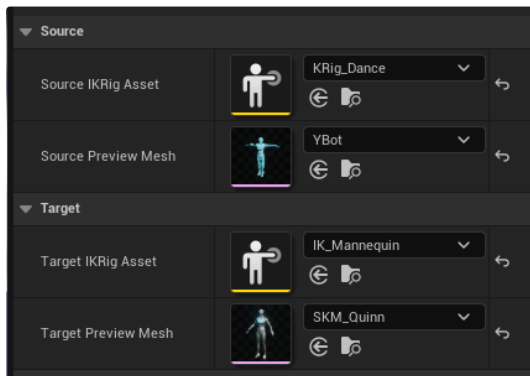 Source
Source IKRig Asset
KRig_Dance
Source Preview Mesh
YBot
Target
Target IKRig Asset
IK_Mannequin
Target Preview Mesh
SKM_Quinn